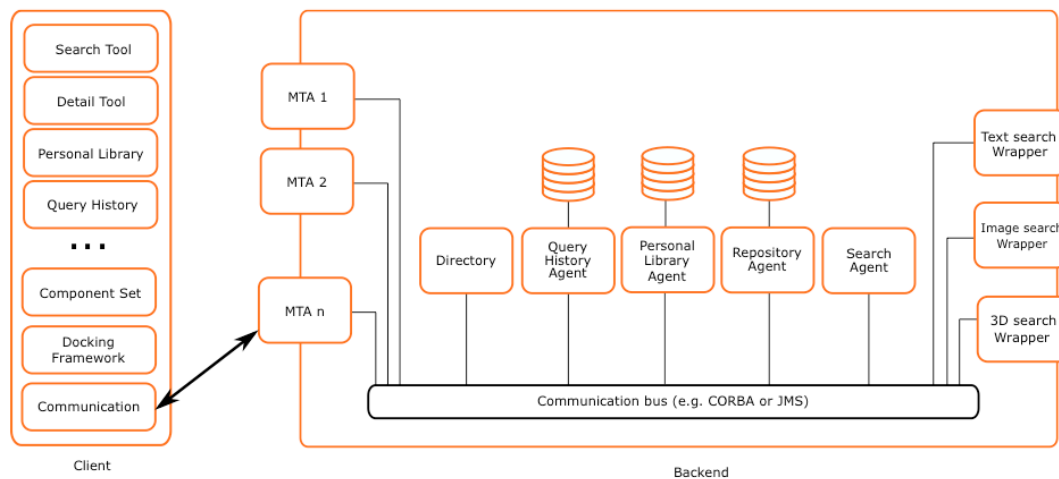 Search Tool
Detail Tool
Personal Library
Query History
...
Component Set
Docking
Framework
Communication
Client
MTA 1
MTA 2
MTA n
Directory
Query
History
Agent
Personal
Library
Agent
Repository
Agent
Search
Agent
Text search
Wrapper
Image search
Wrapper
3D search
Wrapper
Communication bus (e.g. CORBA or JMS)
Backend